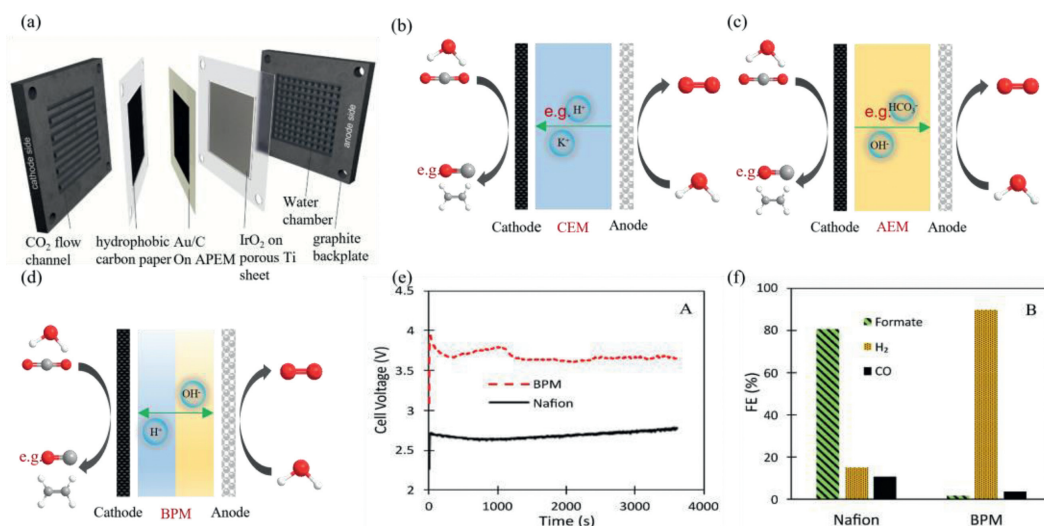 (a)
cathode side
anode side
CO₂ flow
channel
hydrophobic
carbon paper
Au/C
On APEM
IrO₂ on
porous Ti
sheet
Water
chamber
graphite
backplate
(b)
e.g.
H⁺
K⁺
e.g.
Cathode
CEM
Anode
(c)
e.g.
HCO₃⁻
OH⁻
e.g.
Cathode
AEM
Anode
(d)
OH⁻
H⁺
e.g.
Cathode
BPM
Anode
(e)
A
4.5
4
3.5
3
2.5
2
Cell Voltage (V)
BPM
Nafion
0
1000
2000
3000
4000
Time (s)
(f)
B
100
80
60
40
20
0
FE (%)
Formate
H₂
CO
Nafion
BPM